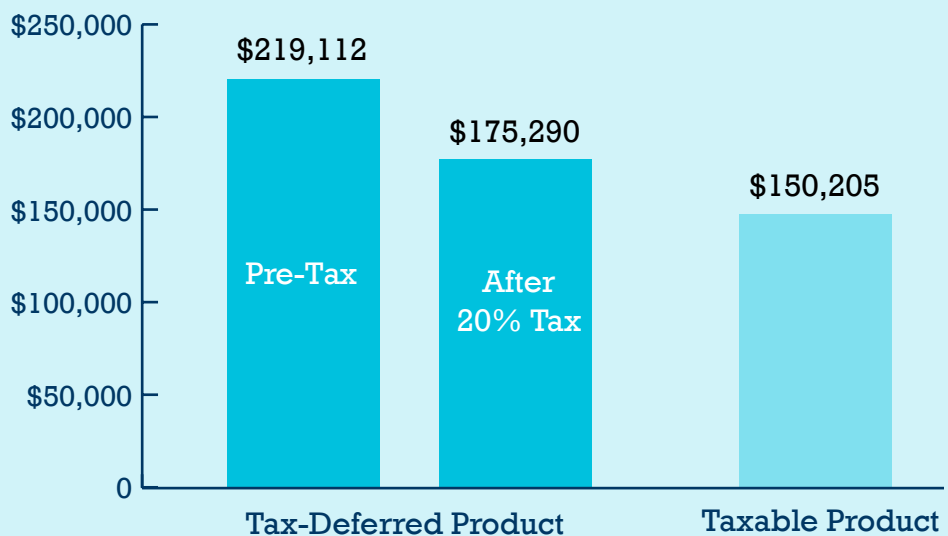 $250,000
$200,000
$150,000
$100,000
$50,000
0
$219,112
$175,290
$150,205
Pre-Tax
After
20% Tax
Tax-Deferred Product
Taxable Product